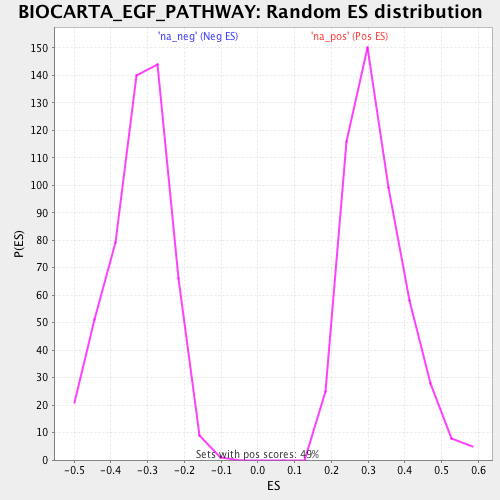 BIOCARTA_EGF_PATHWAY: Random ES distribution
'na_neg' (Neg ES)
'na_pos' (Pos ES)
150
140
130
120
110
100
90
80
70
60
50
40
30
20
10
0
P(ES)
Sets with pos scores: 49%
-0.5 -0.4 -0.3 -0.2 -0.1 0.0 0.1 0.2 0.3 0.4 0.5 0.6
ES